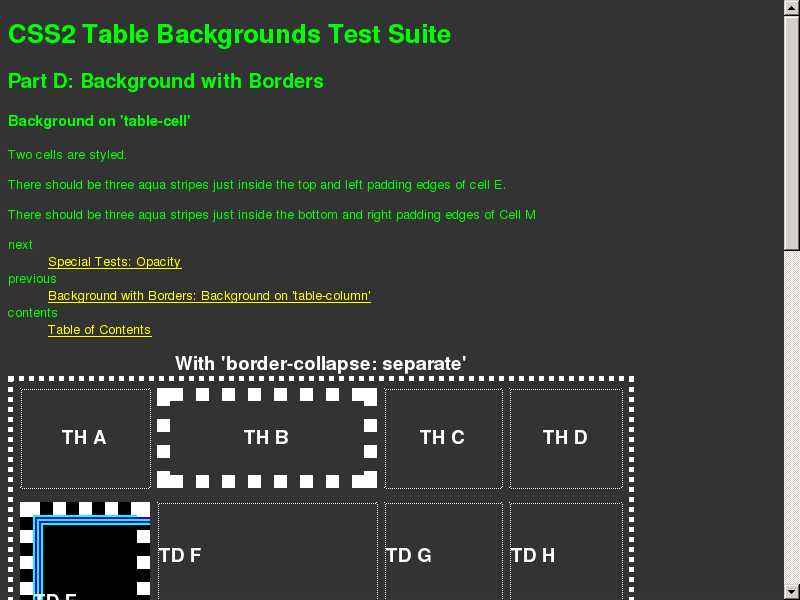 CSS2 Table Backgrounds Test Suite
Part D: Background with Borders
Background on 'table-cell'
Two cells are styled.
There should be three aqua stripes just inside the top and left padding edges of cell E.
There should be three aqua stripes just inside the bottom and right padding edges of Cell M
next
Special Tests: Opacity
previous
Background with Borders: Background on 'table-column'
contents
Table of Contents
With 'border-collapse: separate'
TH A TH B TH C TH D
TD F TD G TD H
TD E